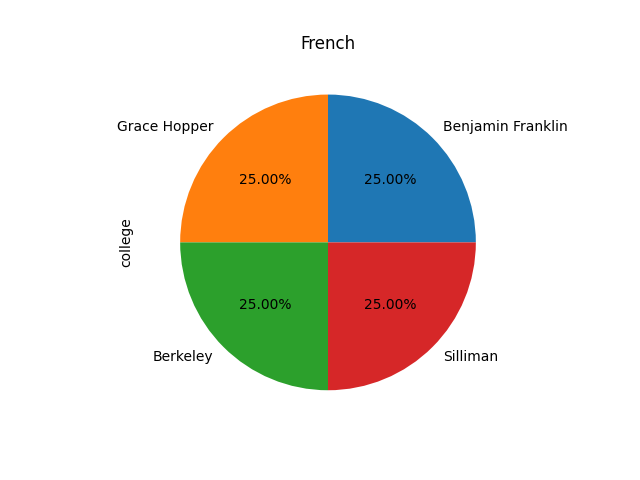 French
Grace Hopper
Benjamin Franklin
25.00%
25.00%
college
25.00%
25.00%
Berkeley
Silliman